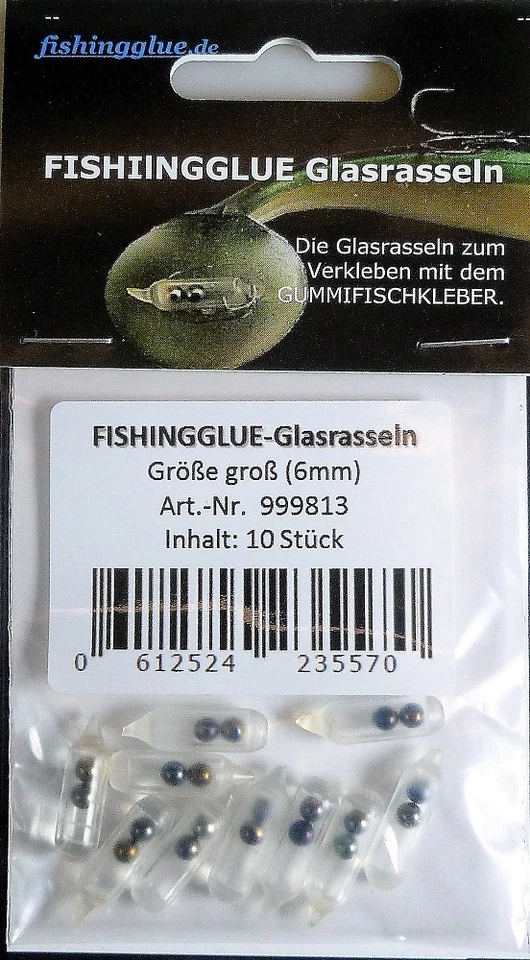 fishingglue.de
FISHIINGGLUE Glasrasseln
Die Glasrasseln zum
Verkleben mit dem
GUMMIFISCHKLEBER.
FISHINGGLUE-Glasrasseln
Größe groß (6mm)
Art.-Nr. 999813
Inhalt: 10 Stück
0 612524 235570